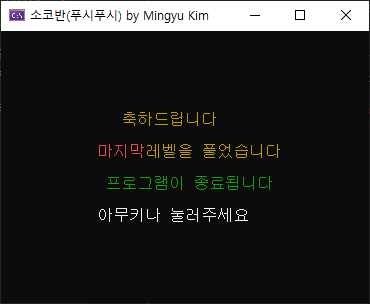 소코반(푸시푸시) by Mingyu Kim
축하드립니다
마지막레벨을 풀었습니다
프로그램이 종료됩니다
아무키나 눌러주세요